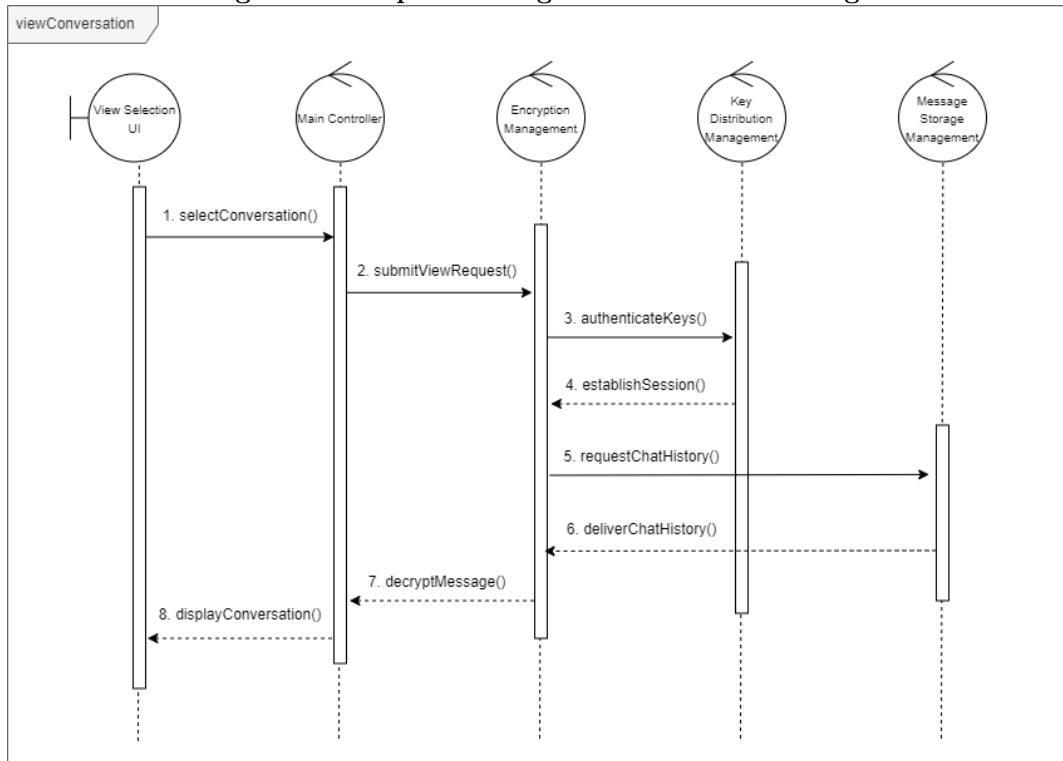 viewConversation
View Selection
UI
Main Controller
Encryption
Management
Key
Distribution
Management
Message
Storage
Management
1. selectConversation()
2. submitViewRequest()
3. authenticateKeys()
4. establishSession()
5. requestChatHistory()
6. deliverChatHistory()
7. decryptMessage()
8. displayConversation()